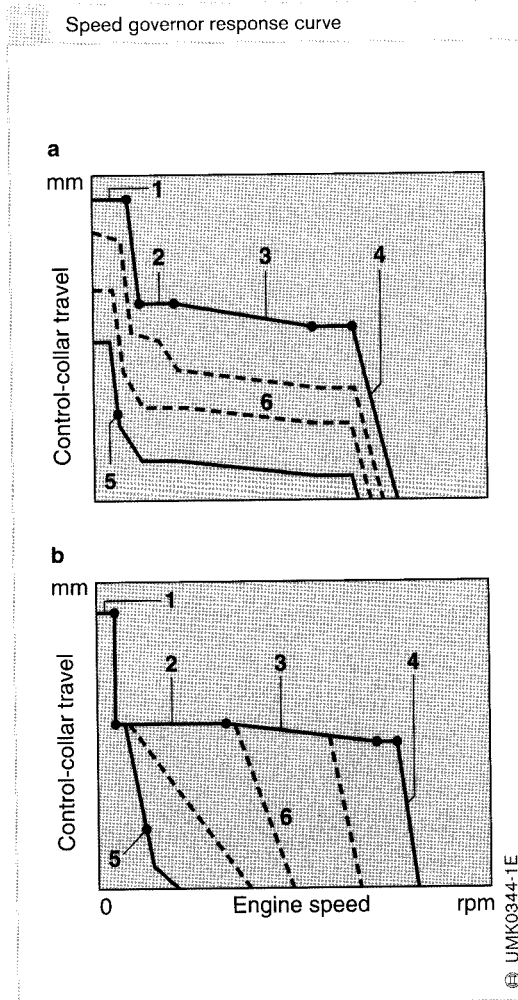 Speed governor response curve
a
mm
1
2
3
4
Control-collar travel
6
5
b
mm
1
2
3
4
Control-collar travel
6
5
0 Engine speed rpm
UMK0344-1E